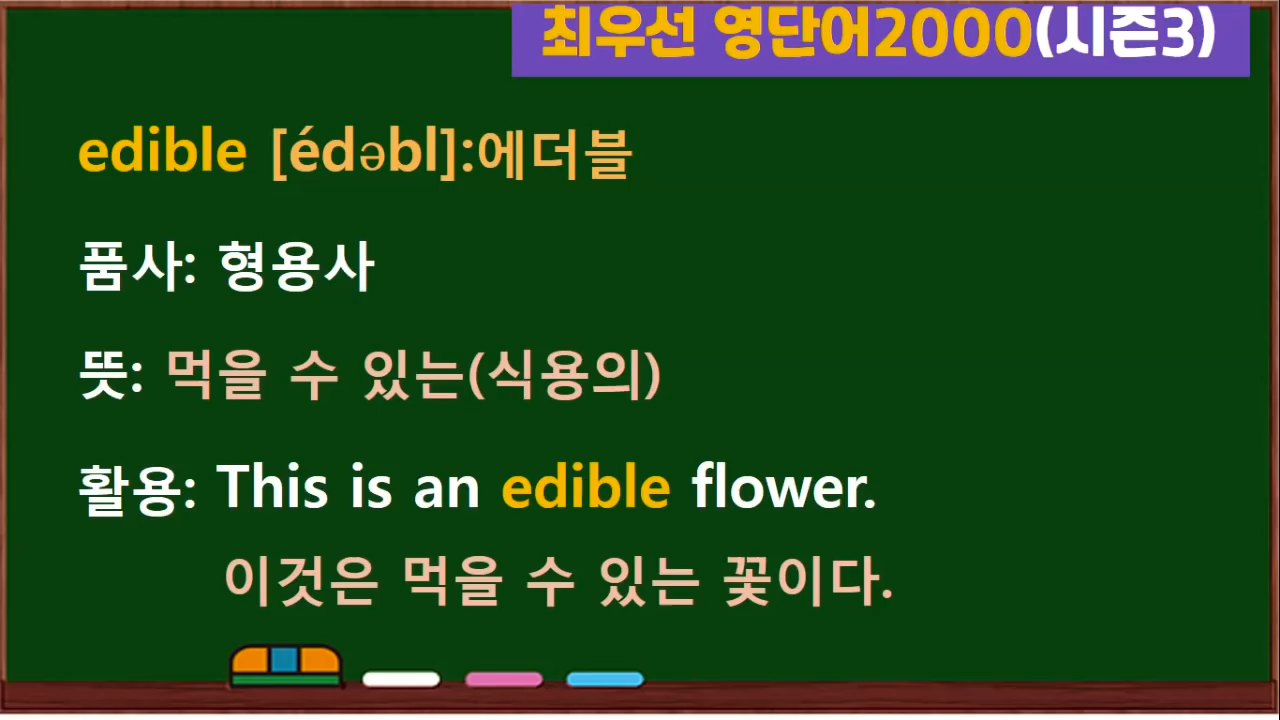 최우선 영단어2000(시즌3)
edible [édəbl]:에더블
품사: 형용사
뜻: 먹을 수 있는(식용의)
활용: This is an edible flower.
이것은 먹을 수 있는 꽃이다.